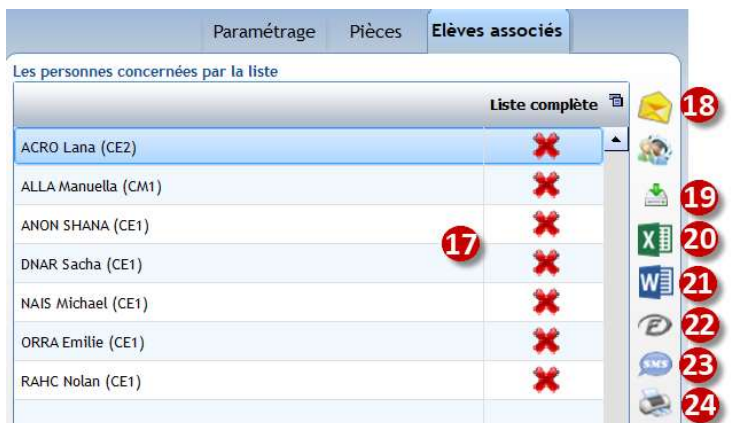 Paramétrage Pièces Elèves associés
Les personnes concernées par la liste
Liste complète
18
ACRO Lana (CE2)
ALLA Manuella (CM1)
19
ANON SHANA (CE1)
17
X
20
DNAR Sacha (CE1)
W
21
NAIS Michael (CE1)
E
22
ORRA Emilie (CE1)
SMS
23
RAHC Nolan (CE1)
24